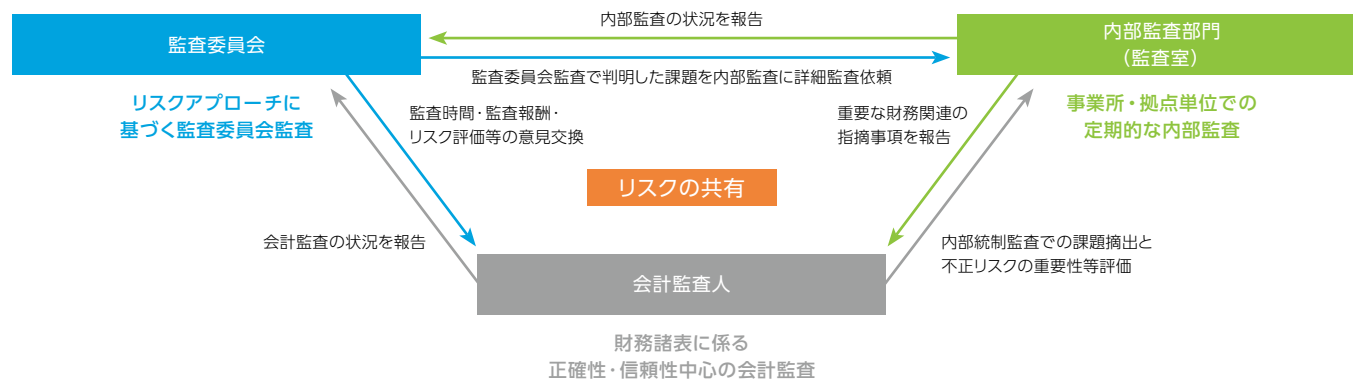 内部監査の状況を報告
監査委員会
内部監査部門
（監査室）
監査委員会監査で判明した課題を内部監査に詳細監査依頼
リスクアプローチに
基づく監査委員会監査
監査時間・監査報酬・
リスク評価等の意見交換
重要な財務関連の
指摘事項を報告
事業所・拠点単位での
定期的な内部監査
リスクの共有
会計監査の状況を報告
内部統制監査での課題摘出と
不正リスクの重要性等評価
会計監査人
財務諸表に係る
正確性・信頼性中心の会計監査